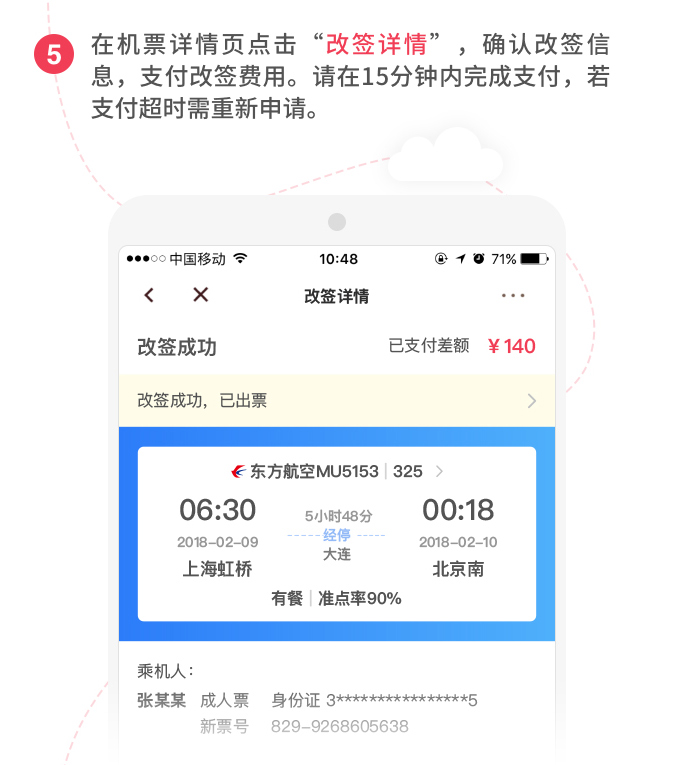 5
在机票详情页点击“改签详情”，确认改签信
息，支付改签费用。请在15分钟内完成支付，若
支付超时需重新申请。
中国移动 10:48 71%
改签详情 ···
改签成功 已支付差额 ¥140
改签成功，已出票
东方航空MU5153 | 325
06:30 5小时48分 00:18
2018-02-09 经停 2018-02-10
上海虹桥 大连 北京南
有餐 | 准点率90%
乘机人：
张某某 成人票 身份证 3****************5
新票号 829-9268605638